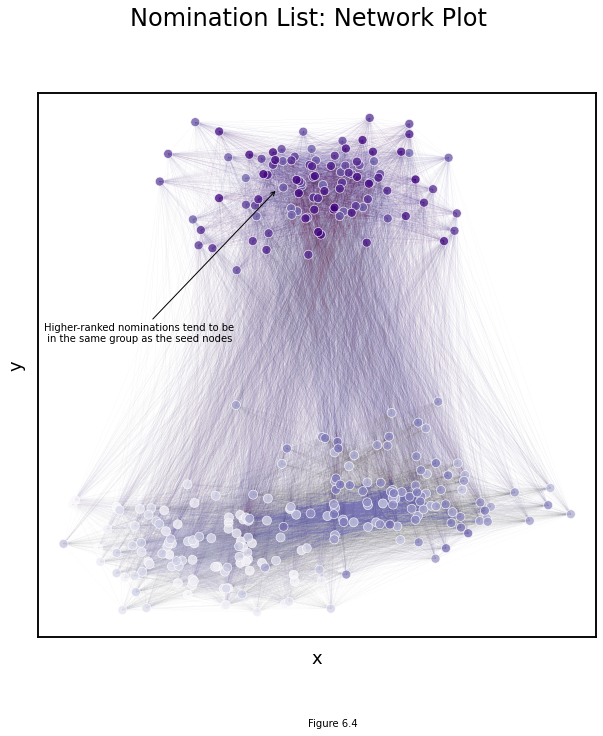 Nomination List: Network Plot
Higher-ranked nominations tend to be
in the same group as the seed nodes
y
x
Figure 6.4